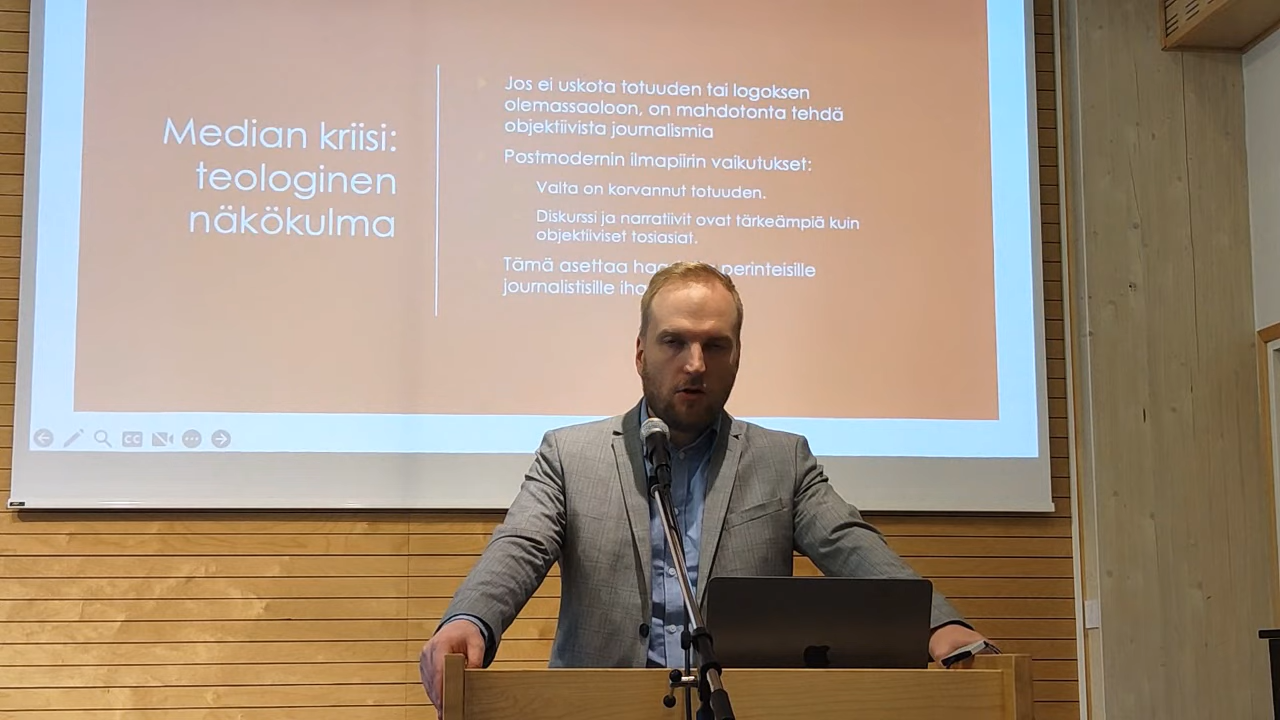 Median kriisi:
teologinen
näkökulma
Jos ei uskota totuuden tai logoksen
olemassaoloon, on mahdotonta tehdä
objektiivista journalismia
Postmodernin ilmapiirin vaikutukset:
Valta on korvannut totuuden.
Diskurssi ja narratiivit ovat tärkeämpiä kuin
objektiiviset tosiasiat.
Tämä asettaa perinteisille
journalistisille
CC